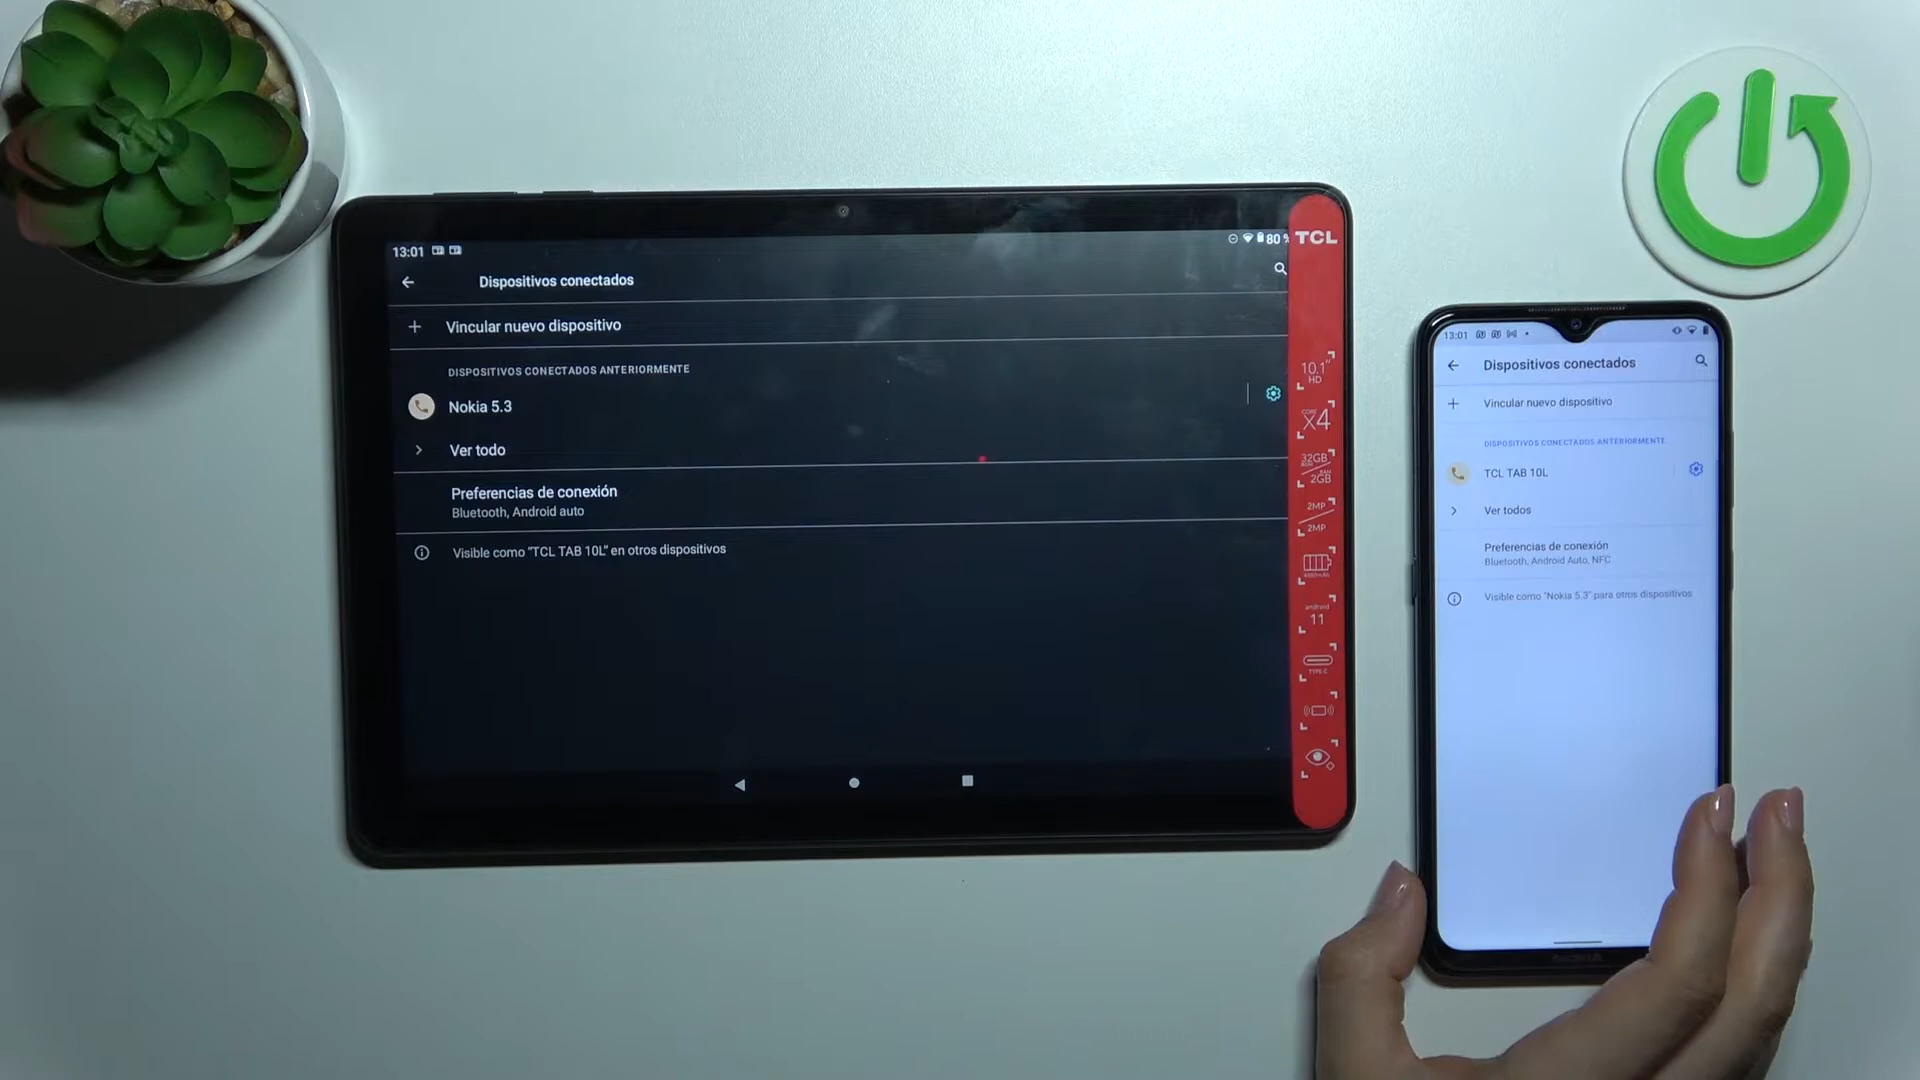 13:01
80 %
Dispositivos conectados
Vincular nuevo dispositivo
DISPOSITIVOS CONECTADOS ANTERIORMENTE
Nokia 5.3
Ver todo
Preferencias de conexión
Bluetooth, Android auto
Visible como "TCL TAB 10L" en otros dispositivos
TCL
10.1"
HD
X4
32GB
2GB
2MP
2MP
android
11
TYPE-C
13:01
Dispositivos conectados
Vincular nuevo dispositivo
DISPOSITIVOS CONECTADOS ANTERIORMENTE
TCL TAB 10L
Ver todos
Preferencias de conexión
Bluetooth, Android Auto, NFC
Visible como "Nokia 5.3" para otros dispositivos
NOKIA